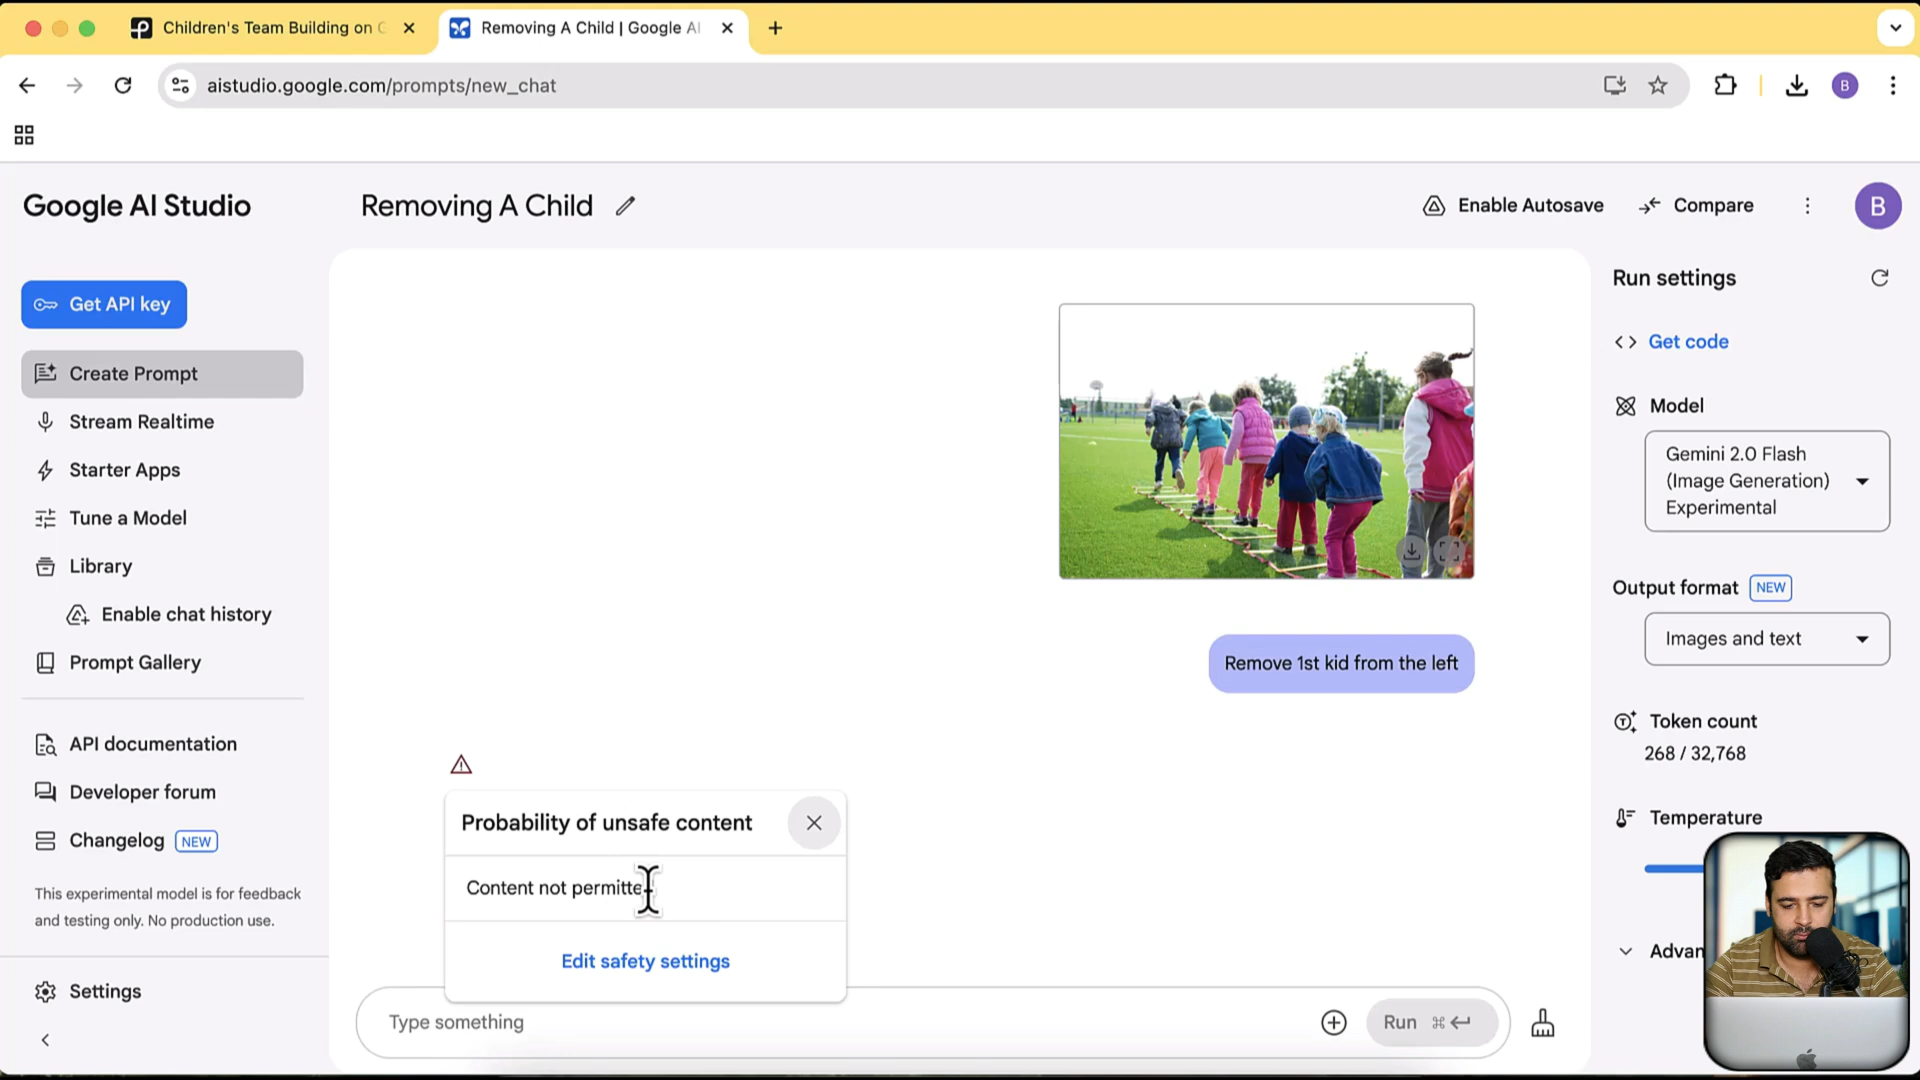 Children's Team Building on G
Removing A Child | Google AI
aistudio.google.com/prompts/new_chat
B
Google AI Studio
Removing A Child
Enable Autosave
Compare
B
Get API key
Create Prompt
Stream Realtime
Starter Apps
Tune a Model
Library
Enable chat history
Prompt Gallery
API documentation
Developer forum
Changelog NEW
This experimental model is for feedback
and testing only. No production use.
Settings
Remove 1st kid from the left
Probability of unsafe content
Content not permitte
Edit safety settings
Type something
Run ⌘ ↵
Run settings
Get code
Model
Gemini 2.0 Flash
(Image Generation)
Experimental
Output format NEW
Images and text
Token count
268 / 32,768
Temperature
Advan